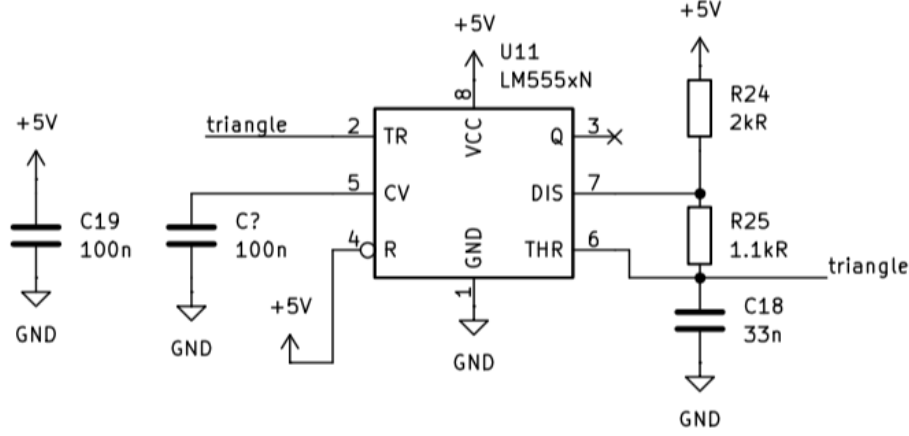 +5V
+5V
U11
LM555xN
R24
2kR
8
triangle
2
TR
VCC
Q
3
+5V
5
CV
DIS
7
C19
100n
C?
100n
4
R
GND
THR
6
R25
1.1kR
triangle
1
+5V
C18
33n
GND
GND
GND
GND